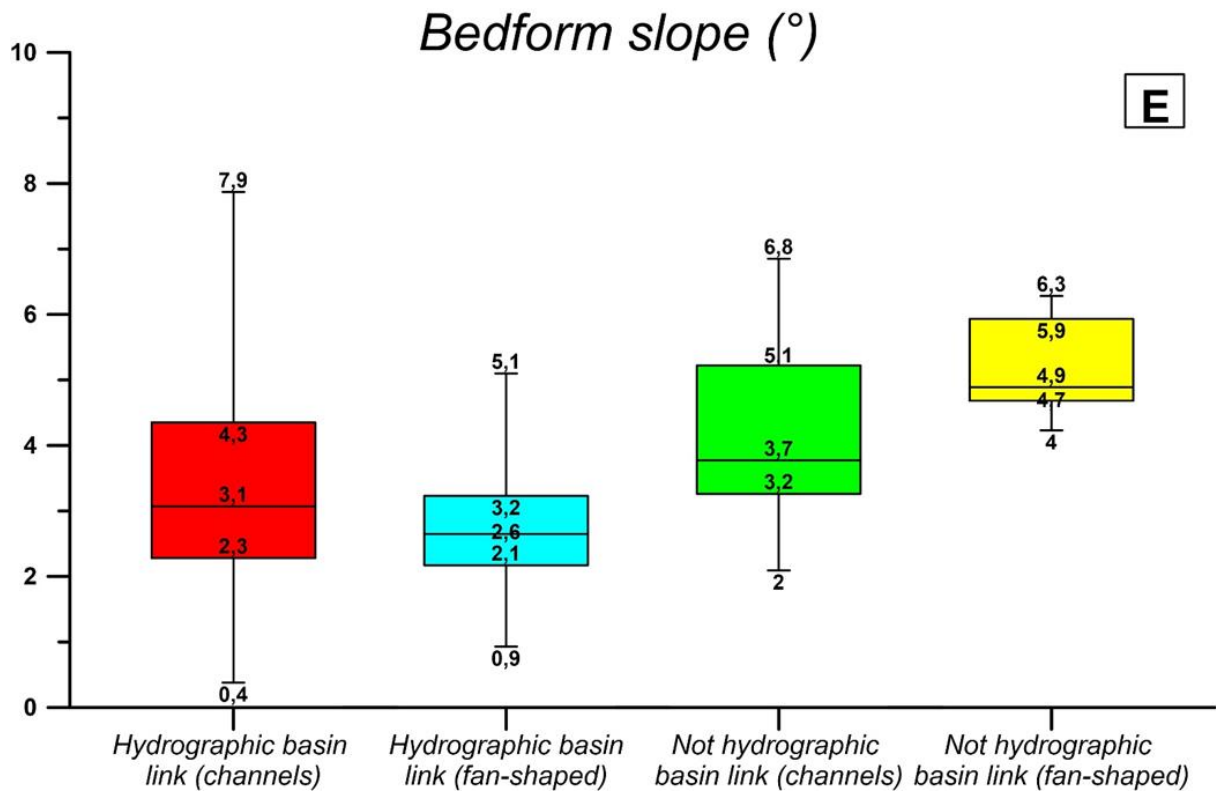 Bedform slope (°)
E
10
8
6
4
2
0
7,9
4,3
3,1
2,3
0,4
5,1
3,2
2,6
2,1
0,9
6,8
5,1
3,7
3,2
2
6,3
5,9
4,9
4,7
4
Hydrographic basin
link (channels)
Hydrographic basin
link (fan-shaped)
Not hydrographic
basin link (channels)
Not hydrographic
basin link (fan-shaped)